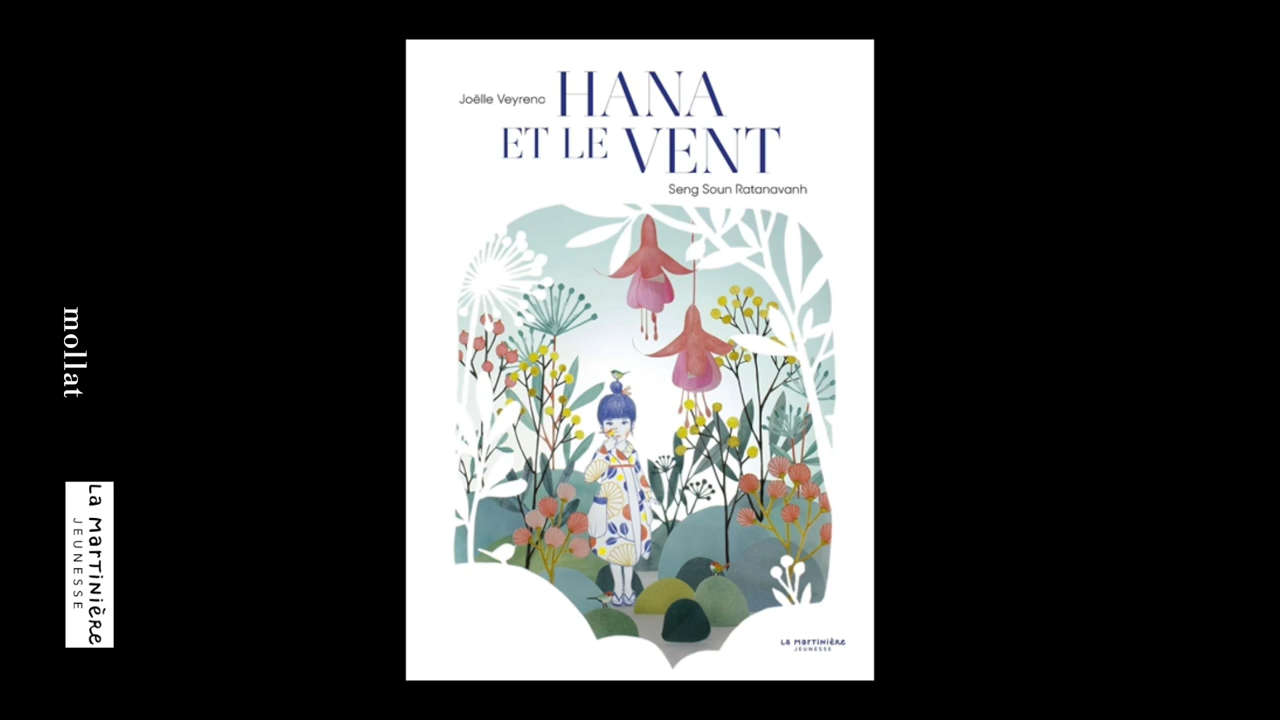 Joëlle Veyrenc HANA
ET LE VENT
Seng Soun Ratanavanh
La MARTINIÈRE
JEUNESSE
mollat
La MARTINIÈRE
JEUNESSE